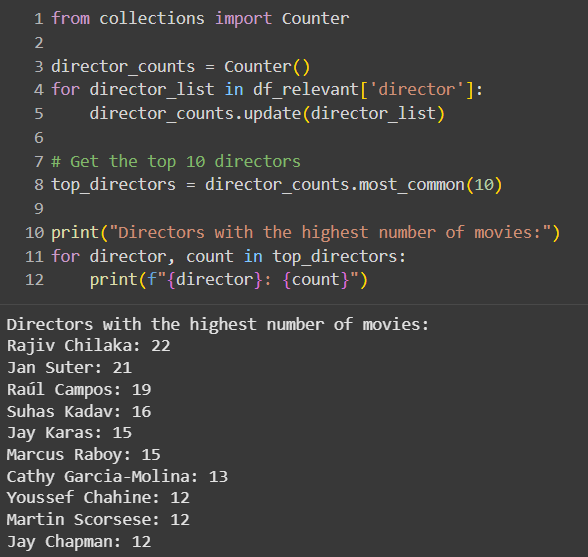 1 from collections import Counter
2
3 director_counts = Counter()
4 for director_list in df_relevant['director']:
5     director_counts.update(director_list)
6
7 # Get the top 10 directors
8 top_directors = director_counts.most_common(10)
9
10 print("Directors with the highest number of movies:")
11 for director, count in top_directors:
12     print(f"{director}: {count}")
Directors with the highest number of movies:
Rajiv Chilaka: 22
Jan Suter: 21
Raúl Campos: 19
Suhas Kadav: 16
Jay Karas: 15
Marcus Raboy: 15
Cathy Garcia-Molina: 13
Youssef Chahine: 12
Martin Scorsese: 12
Jay Chapman: 12